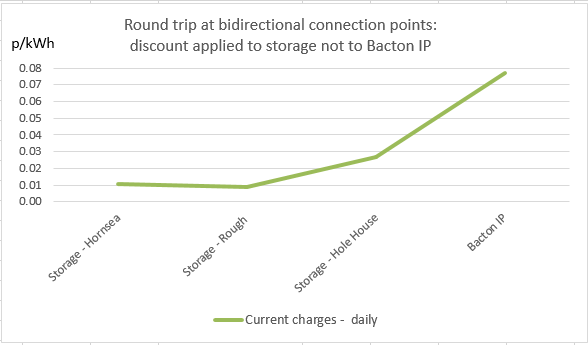 Round trip at bidirectional connection points:
discount applied to storage not to Bacton IP
p/kWh
0.08
0.07
0.06
0.05
0.04
0.03
0.02
0.01
0.00
Storage - Hornsea
Storage - Rough
Storage - Hole House
Bacton IP
Current charges - daily